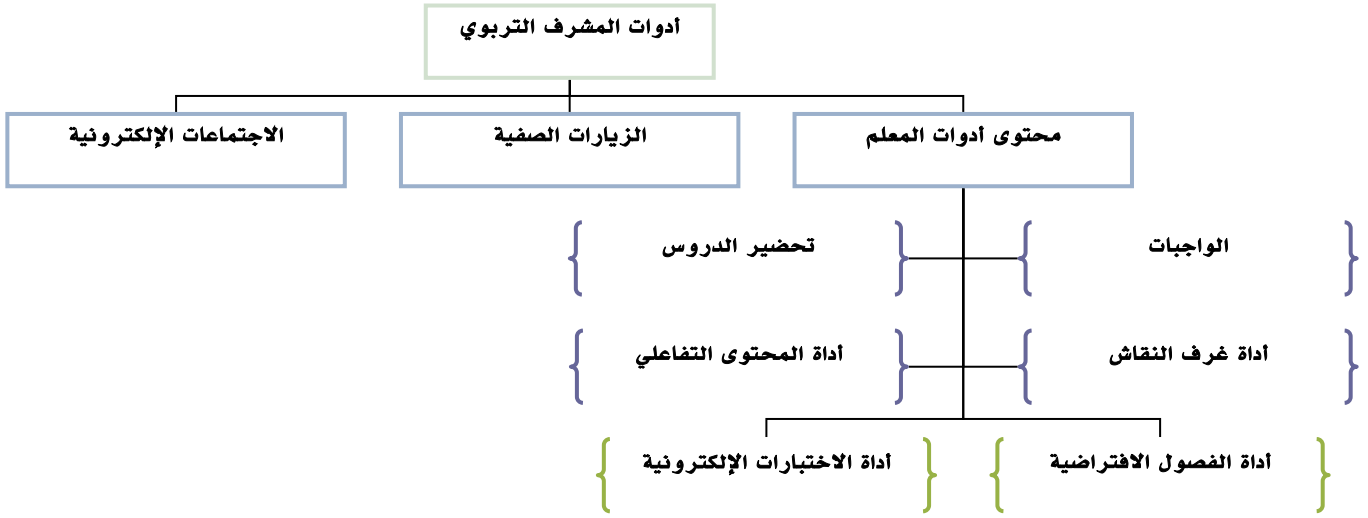 أدوات المشرف التربوي
محتوى أدوات المعلم
الزيارات الصفية
الاجتماعات الإلكترونية
الواجبات
تحضير الدروس
أداة غرف النقاش
أداة المحتوى التفاعلي
أداة الفصول الافتراضية
أداة الاختبارات الإلكترونية